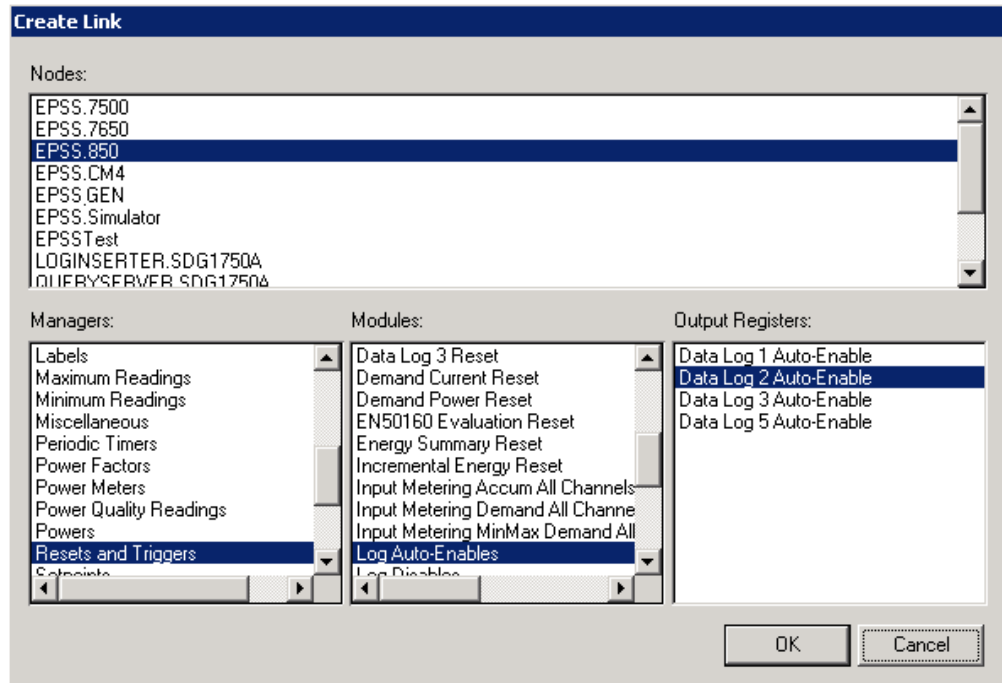 Create Link
Nodes:
EPSS.7500
EPSS.7650
EPSS.850
EPSS.CM4
EPSS.GEN
EPSS.Simulator
EPSSTest
LOGINSERTER.SDG1750A
QUERYSERVER.SDG1750A
Managers:
Labels
Maximum Readings
Minimum Readings
Miscellaneous
Periodic Timers
Power Factors
Power Meters
Power Quality Readings
Powers
Resets and Triggers
Setpoints
Modules:
Data Log 3 Reset
Demand Current Reset
Demand Power Reset
EN50160 Evaluation Reset
Energy Summary Reset
Incremental Energy Reset
Input Metering Accum All Channels
Input Metering Demand All Channe
Input Metering MinMax Demand All
Log Auto-Enables
Log Disables
Output Registers:
Data Log 1 Auto-Enable
Data Log 2 Auto-Enable
Data Log 3 Auto-Enable
Data Log 5 Auto-Enable
OK
Cancel